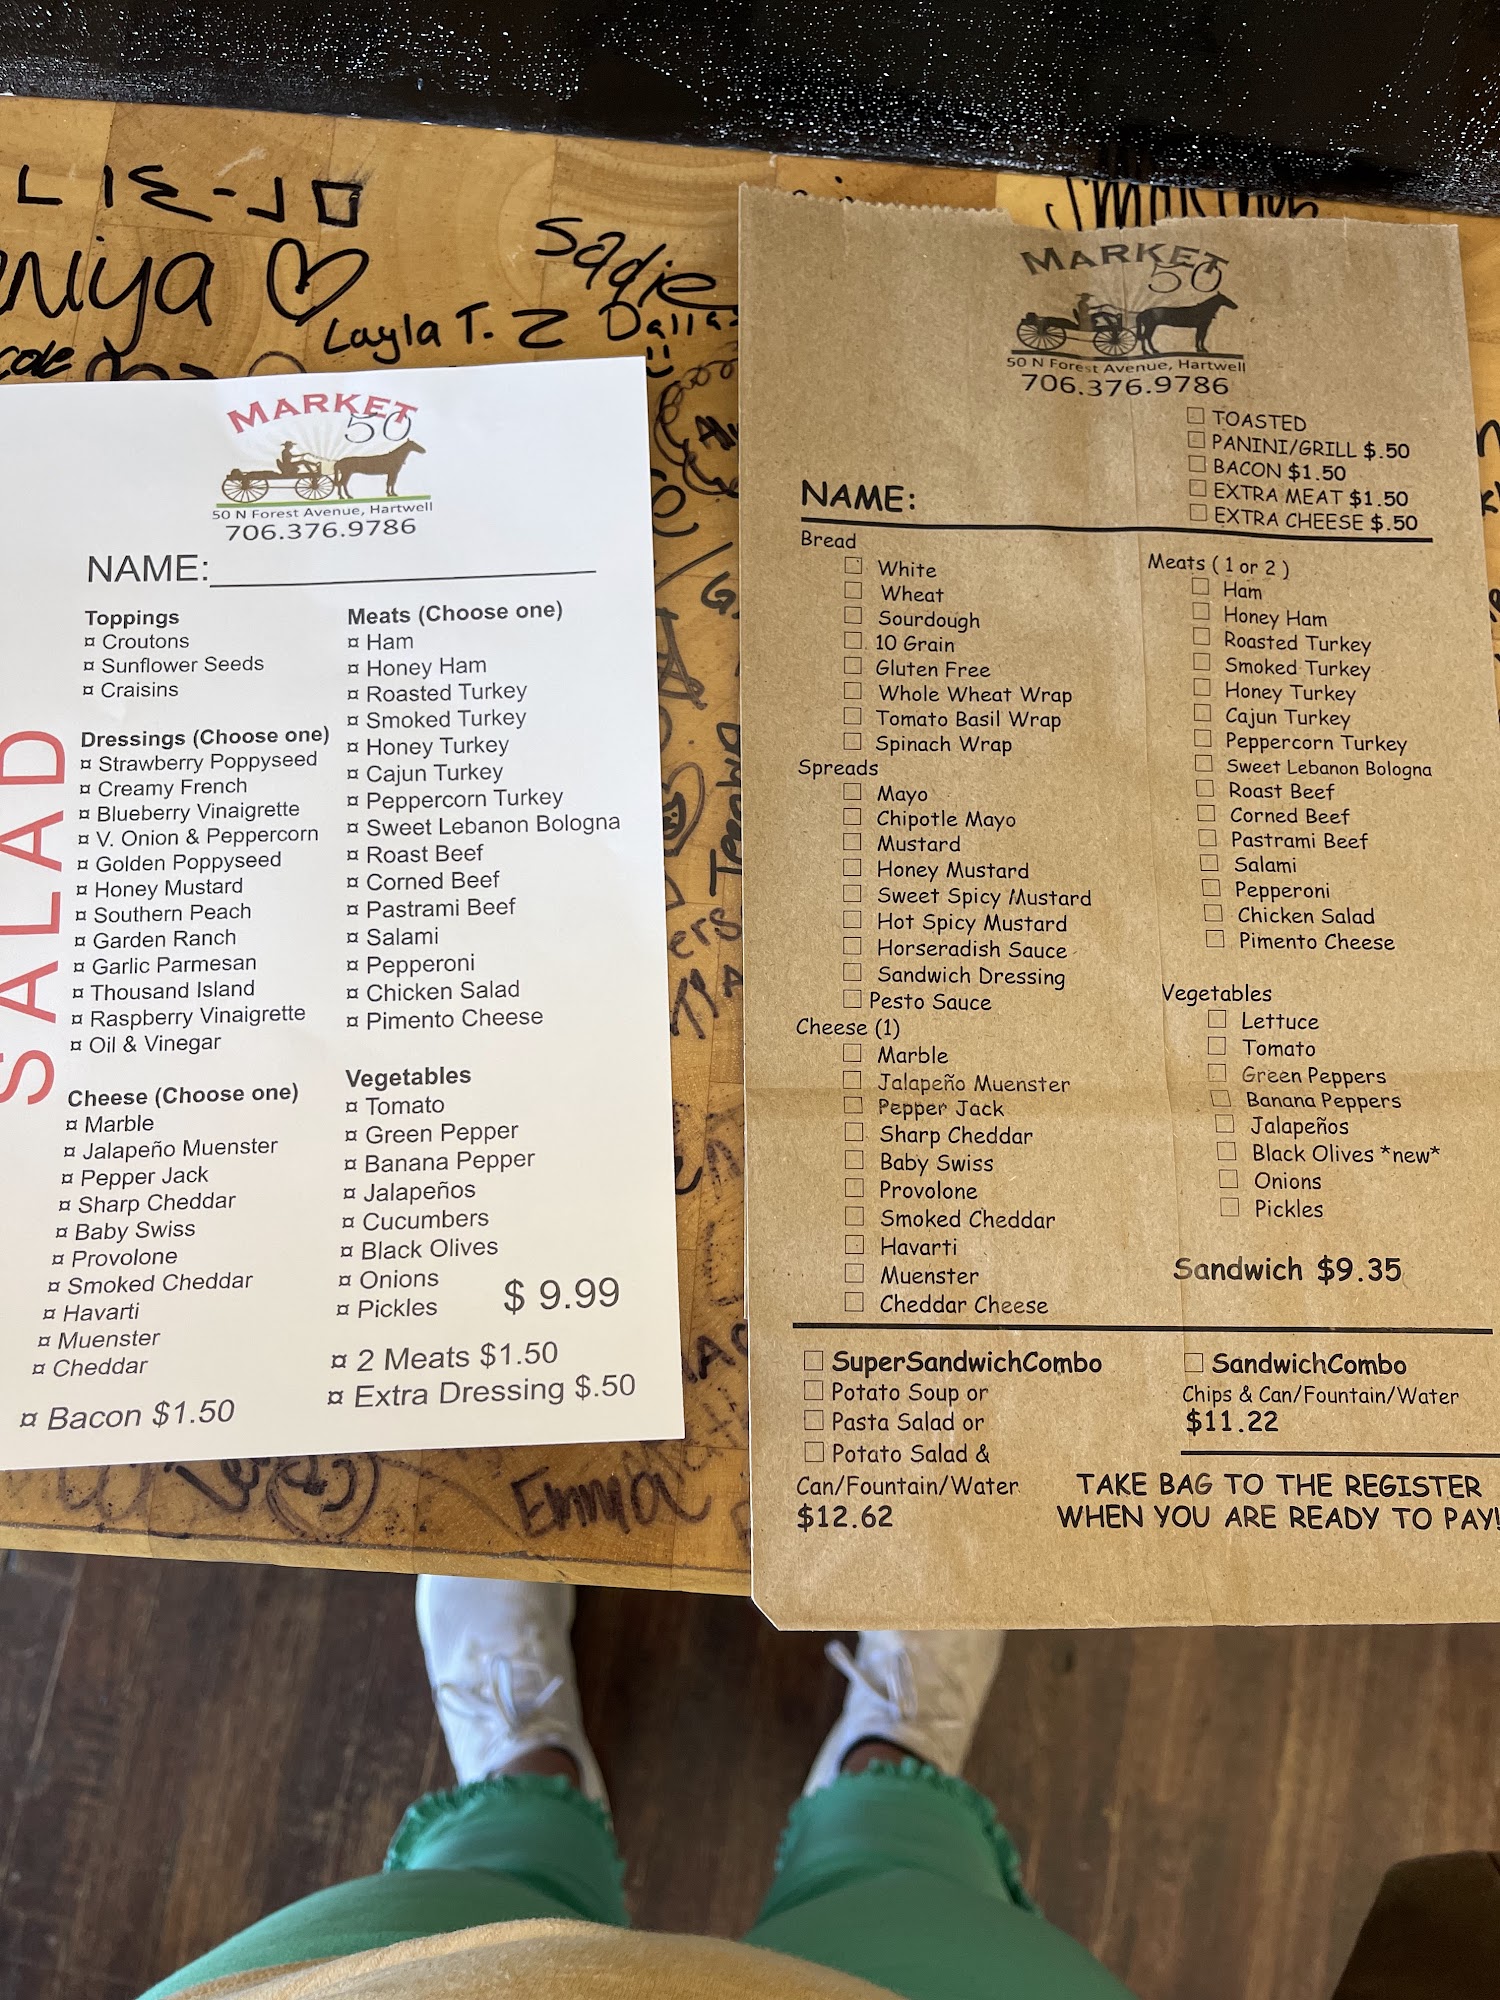 LIE-JO
Sadie
Layla T.
Dallas
Emma
MARKET
50
50 N Forest Avenue, Hartwell
706.376.9786
NAME:
SALAD
Toppings
¤ Croutons
¤ Sunflower Seeds
¤ Craisins
Dressings (Choose one)
¤ Strawberry Poppyseed
¤ Creamy French
¤ Blueberry Vinaigrette
¤ V. Onion & Peppercorn
¤ Golden Poppyseed
¤ Honey Mustard
¤ Southern Peach
¤ Garden Ranch
¤ Garlic Parmesan
¤ Thousand Island
¤ Raspberry Vinaigrette
¤ Oil & Vinegar
Cheese (Choose one)
¤ Marble
¤ Jalapeño Muenster
¤ Pepper Jack
¤ Sharp Cheddar
¤ Baby Swiss
¤ Provolone
¤ Smoked Cheddar
¤ Havarti
¤ Muenster
¤ Cheddar
¤ Bacon $1.50
Meats (Choose one)
¤ Ham
¤ Honey Ham
¤ Roasted Turkey
¤ Smoked Turkey
¤ Honey Turkey
¤ Cajun Turkey
¤ Peppercorn Turkey
¤ Sweet Lebanon Bologna
¤ Roast Beef
¤ Corned Beef
¤ Pastrami Beef
¤ Salami
¤ Pepperoni
¤ Chicken Salad
¤ Pimento Cheese
Vegetables
¤ Tomato
¤ Green Pepper
¤ Banana Pepper
¤ Jalapeños
¤ Cucumbers
¤ Black Olives
¤ Onions
¤ Pickles
$ 9.99
¤ 2 Meats $1.50
¤ Extra Dressing $.50
MARKET
50
50 N Forest Avenue, Hartwell
706.376.9786
TOASTED
PANINI/GRILL $.50
BACON $1.50
EXTRA MEAT $1.50
EXTRA CHEESE $.50
NAME:
Bread
White
Wheat
Sourdough
10 Grain
Gluten Free
Whole Wheat Wrap
Tomato Basil Wrap
Spinach Wrap
Spreads
Mayo
Chipotle Mayo
Mustard
Honey Mustard
Sweet Spicy Mustard
Hot Spicy Mustard
Horseradish Sauce
Sandwich Dressing
Pesto Sauce
Cheese (1)
Marble
Jalapeño Muenster
Pepper Jack
Sharp Cheddar
Baby Swiss
Provolone
Smoked Cheddar
Havarti
Muenster
Cheddar Cheese
Meats ( 1 or 2 )
Ham
Honey Ham
Roasted Turkey
Smoked Turkey
Honey Turkey
Cajun Turkey
Peppercorn Turkey
Sweet Lebanon Bologna
Roast Beef
Corned Beef
Pastrami Beef
Salami
Pepperoni
Chicken Salad
Pimento Cheese
Vegetables
Lettuce
Tomato
Green Peppers
Banana Peppers
Jalapeños
Black Olives *new*
Onions
Pickles
Sandwich $9.35
SuperSandwichCombo
Potato Soup or
Pasta Salad or
Potato Salad &
Can/Fountain/Water
$12.62
SandwichCombo
Chips & Can/Fountain/Water
$11.22
TAKE BAG TO THE REGISTER
WHEN YOU ARE READY TO PAY!